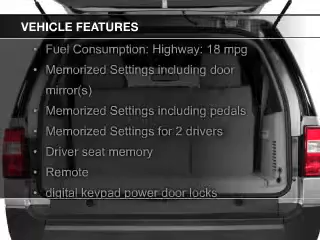 VEHICLE FEATURES
• Fuel Consumption: Highway: 18 mpg
• Memorized Settings including door
mirror(s)
• Memorized Settings including pedals
• Memorized Settings for 2 drivers
• Driver seat memory
• Remote
• digital keypad power door locks